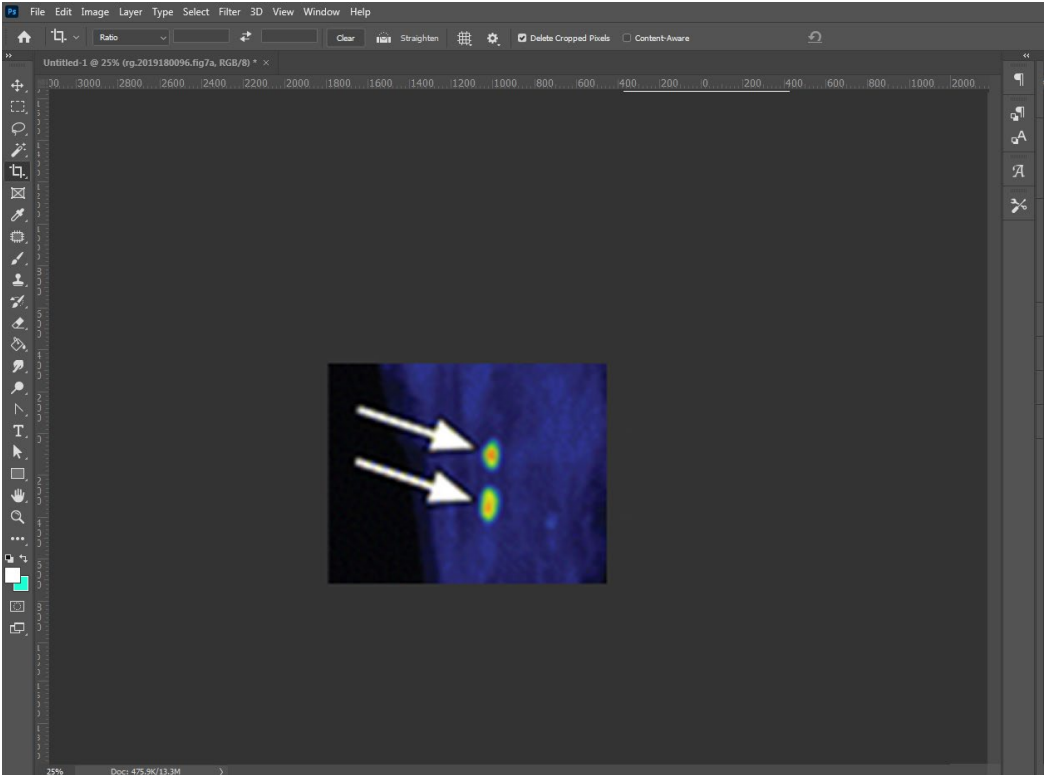 Ps File Edit Image Layer Type Select Filter 3D View Window Help
Ratio Clear Straighten Delete Cropped Pixels Content-Aware
Untitled-1 @ 25% (rg.2019180096.fig7a, RGB/8) * ×
2800 2600 2400 2200 2000 1800 1600 1400 1200 1000 800 600 400 200 0 200 400 600 800 1000 2000
T
A
A
25% Doc: 475.9K/13.3M